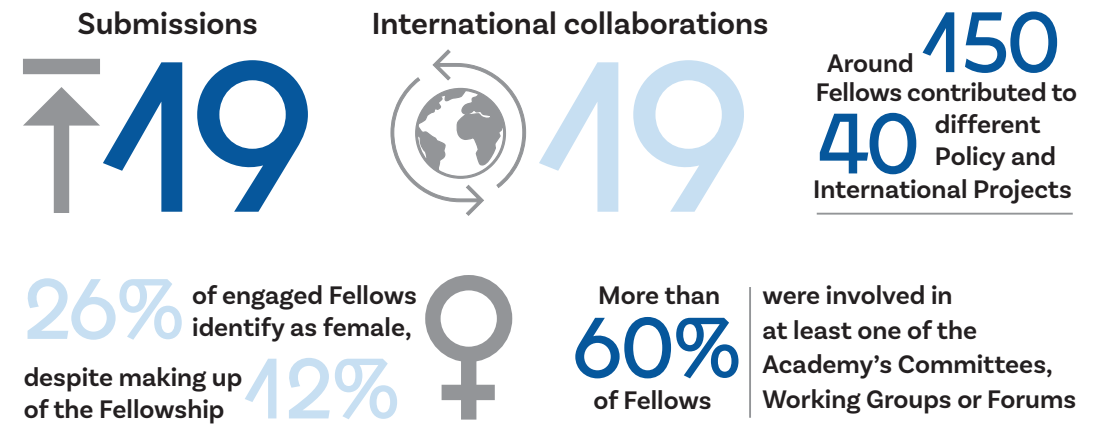 Submissions
19
International collaborations
19
Around 150
Fellows contributed to
40 different
Policy and
International Projects
26% of engaged Fellows
identify as female,
despite making up
of the Fellowship 12%
More than
60%
of Fellows
were involved in
at least one of the
Academy’s Committees,
Working Groups or Forums